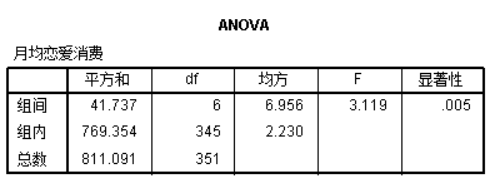 ANOVA
月均恋爱消费
平方和 df 均方 F 显著性
组间 41.737 6 6.956 3.119 .005
组内 769.354 345 2.230
总数 811.091 351